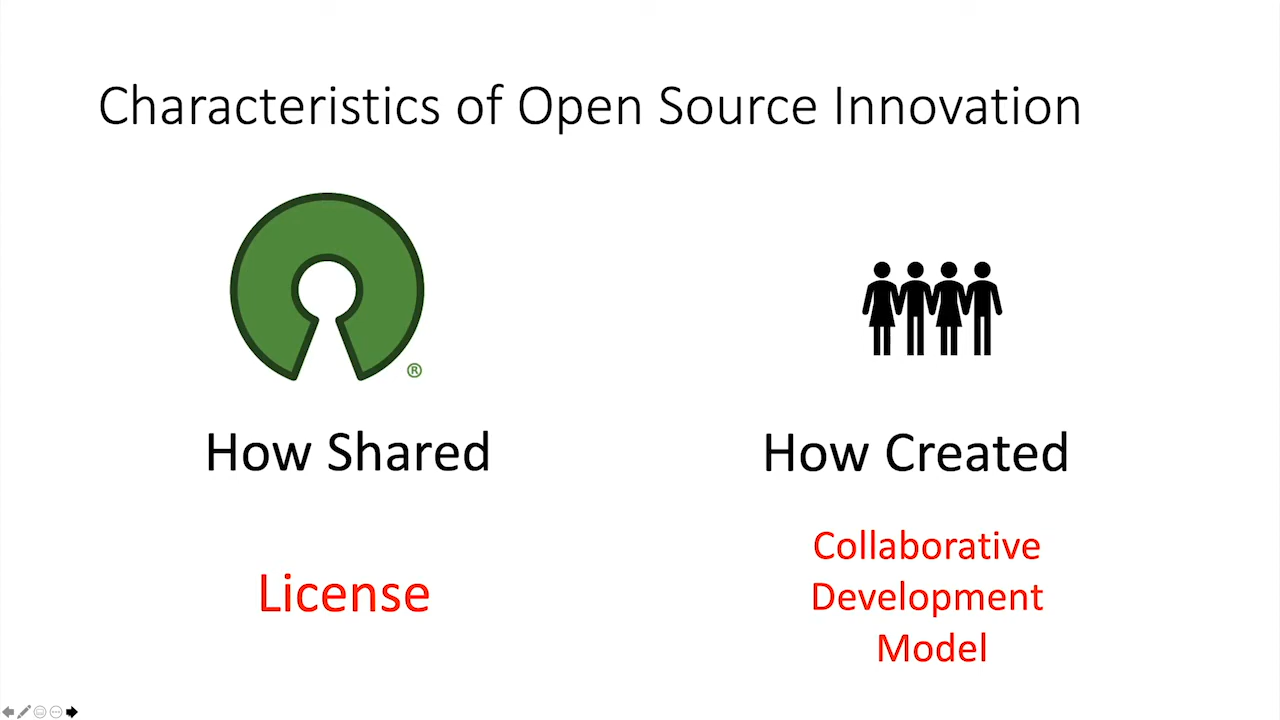 Characteristics of Open Source Innovation
®
How Shared
How Created
License
Collaborative
Development
Model